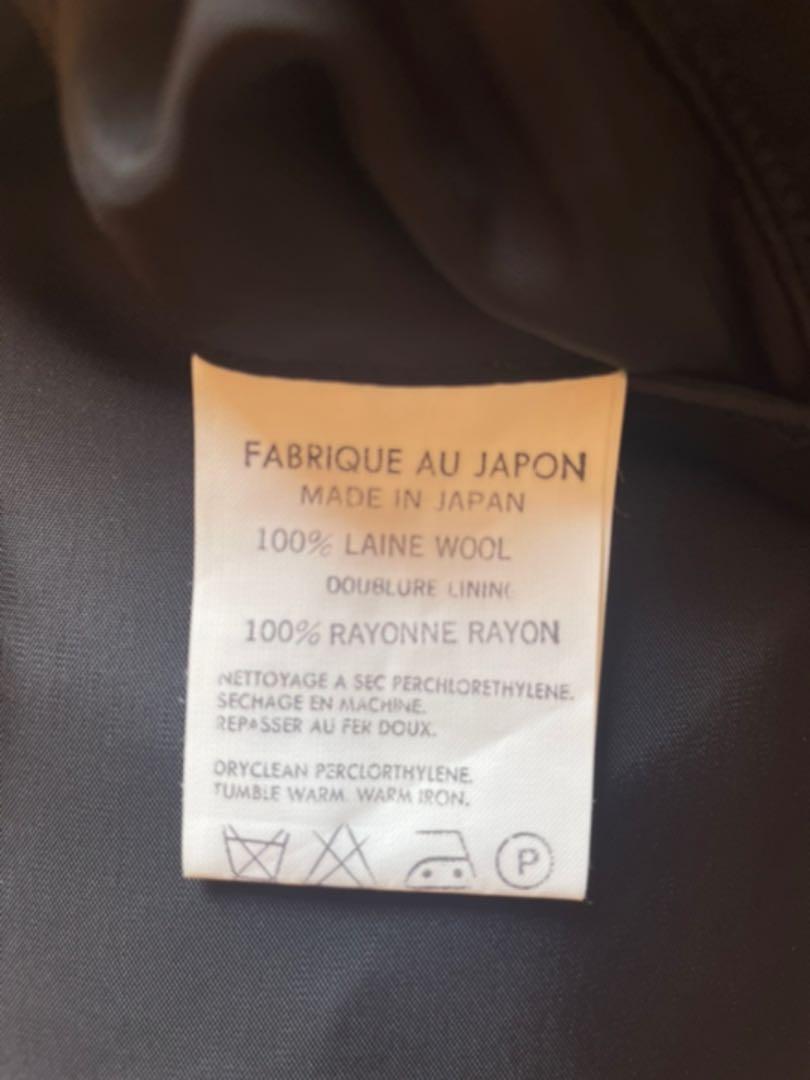 FABRIQUE AU JAPON
MADE IN JAPAN
100% LAINE WOOL
DOUBLURE LINING
100% RAYONNE RAYON
NETTOYAGE A SEC PERCHLORETHYLENE.
SECHAGE EN MACHINE.
REPASSER AU FER DOUX.
DRYCLEAN PERCLORTHYLENE.
TUMBLE WARM. WARM IRON.
P